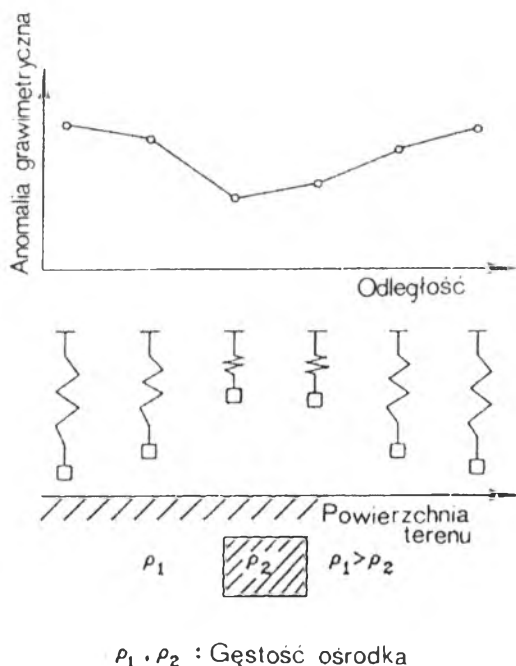 Anomalia grawimetryczna
Odległość
Powierzchnia
terenu
ρ₁
ρ₂
ρ₁>ρ₂
ρ₁ , ρ₂ : Gęstość ośrodka